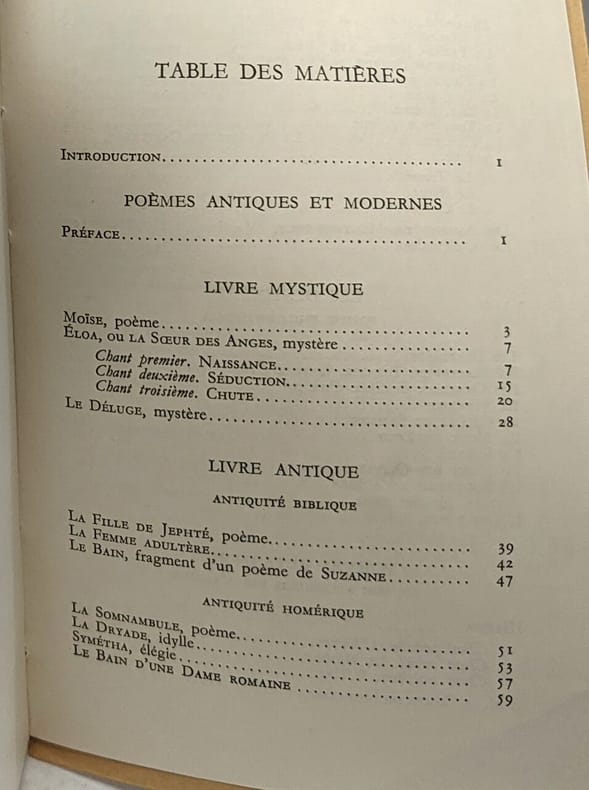 TABLE DES MATIÈRES
INTRODUCTION.................................... I
POÈMES ANTIQUES ET MODERNES
PRÉFACE......................................... I
LIVRE MYSTIQUE
MOÏSE, poème.................................... 3
ÉLOA, OU LA SŒUR DES ANGES, mystère................ 7
Chant premier. NAISSANCE........................ 7
Chant deuxième. SÉDUCTION....................... 15
Chant troisième. CHUTE.......................... 20
LE DÉLUGE, mystère.............................. 28
LIVRE ANTIQUE
ANTIQUITÉ BIBLIQUE
LA FILLE DE JEPHTÉ, poème....................... 39
LA FEMME ADULTÈRE............................... 42
LE BAIN, fragment d'un poème de SUZANNE.......... 47
ANTIQUITÉ HOMÉRIQUE
LA SOMNAMBULE, poème............................ 51
LA DRYADE, idylle............................... 53
SYMÉTHA, élégie................................. 57
LE BAIN D'UNE DAME ROMAINE...................... 59